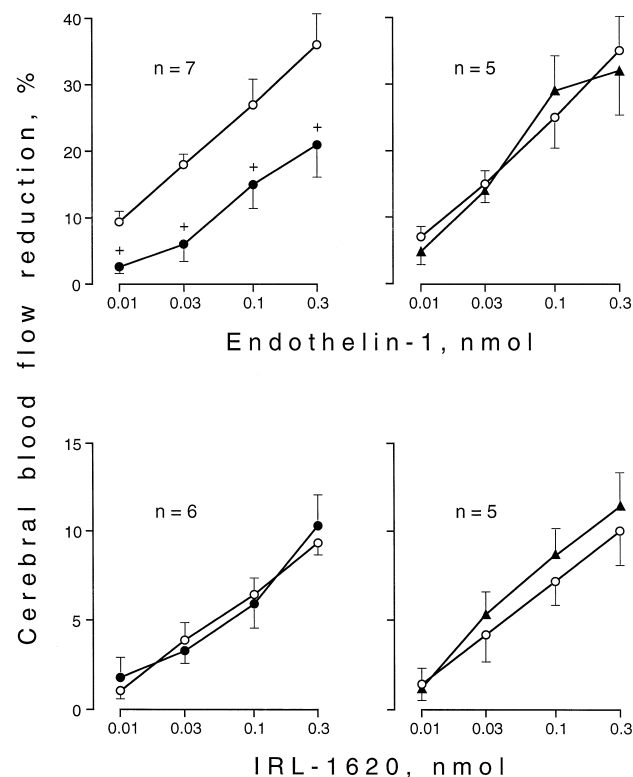 Cerebral blood flow reduction, %
40
30
20
10
0
n = 7
+
+
+
+
0.01 0.03 0.1 0.3
n = 5
0.01 0.03 0.1 0.3
Endothelin-1, nmol
15
10
5
0
n = 6
0.01 0.03 0.1 0.3
n = 5
0.01 0.03 0.1 0.3
IRL-1620, nmol